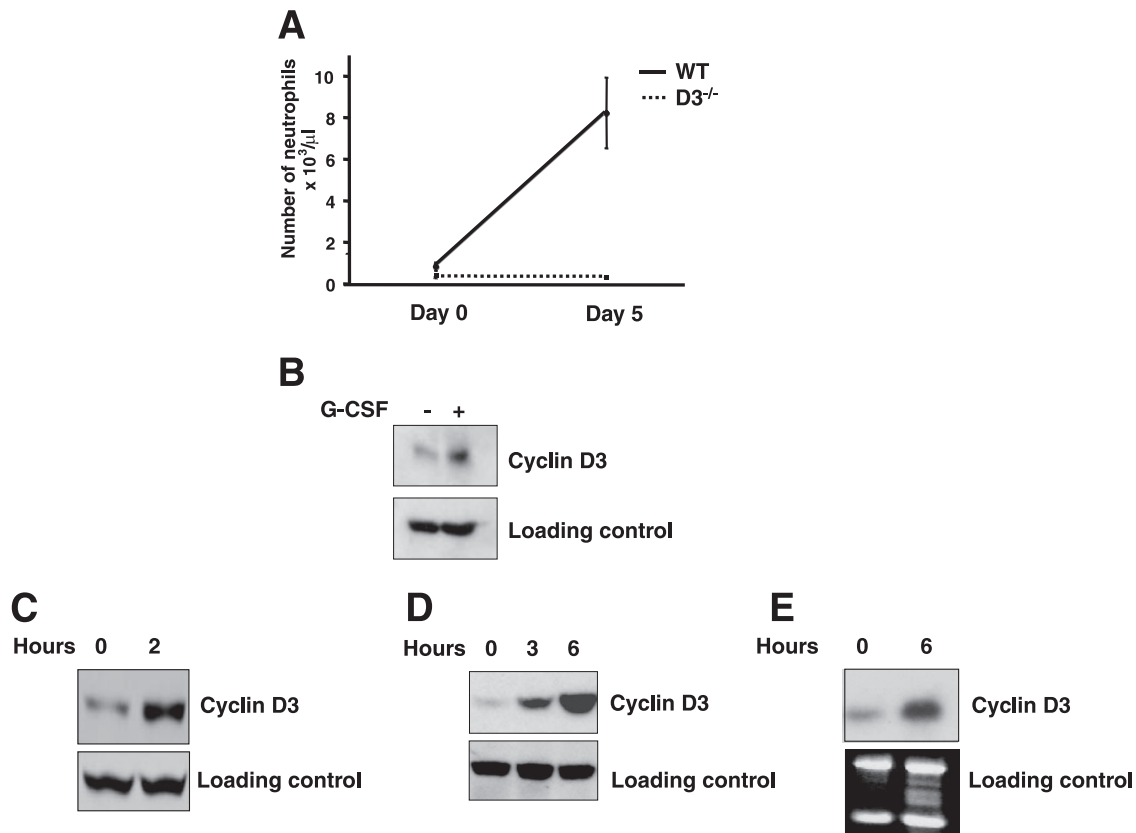 A
Number of neutrophils
x 10³/µl
10
8
6
4
2
0
WT
D3⁻/⁻
Day 0 Day 5
B
G-CSF - +
Cyclin D3
Loading control
C
Hours 0 2
Cyclin D3
Loading control
D
Hours 0 3 6
Cyclin D3
Loading control
E
Hours 0 6
Cyclin D3
Loading control